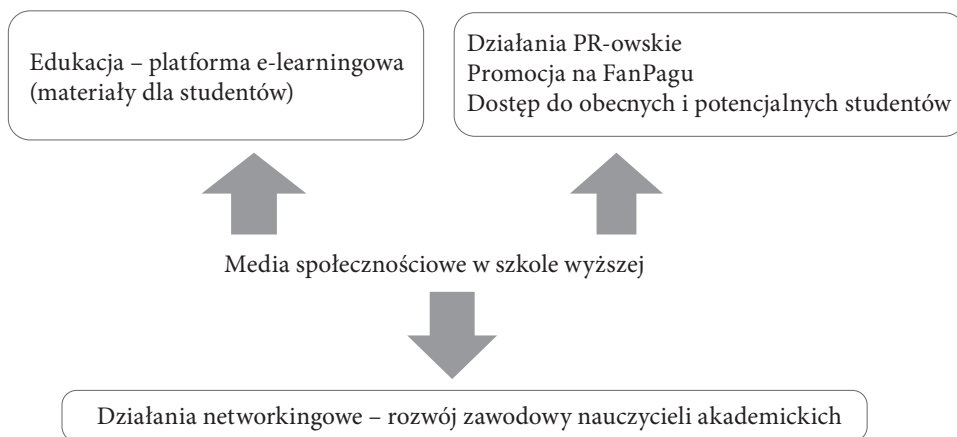 Edukacja – platforma e-learningowa
(materiały dla studentów)
Działania PR-owskie
Promocja na FanPagu
Dostęp do obecnych i potencjalnych studentów
Media społecznościowe w szkole wyższej
Działania networkingowe – rozwój zawodowy nauczycieli akademickich